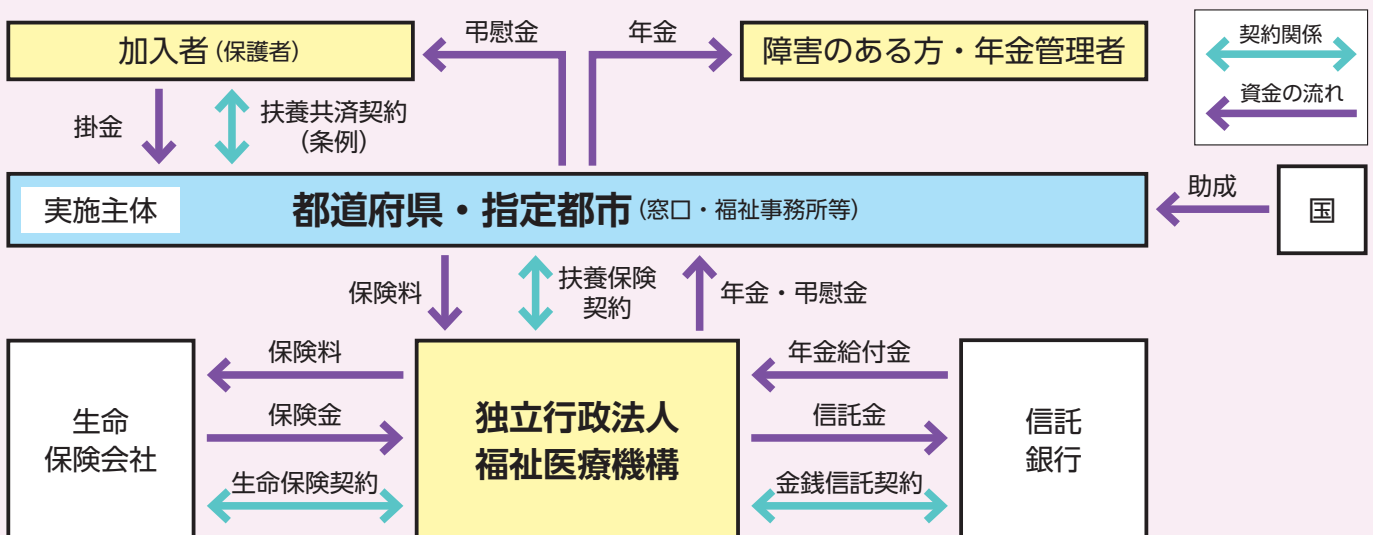 加入者(保護者)
弔慰金
年金
障害のある方・年金管理者
契約関係
資金の流れ
掛金
扶養共済契約
(条例)
実施主体
都道府県・指定都市(窓口・福祉事務所等)
助成
国
保険料
扶養保険
契約
年金・弔慰金
生命
保険会社
保険料
保険金
生命保険契約
独立行政法人
福祉医療機構
年金給付金
信託金
金銭信託契約
信託
銀行